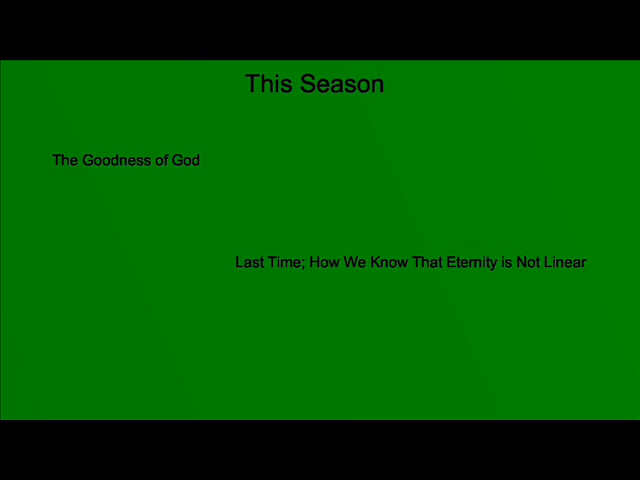 This Season
The Goodness of God
Last Time; How We Know That Eternity is Not Linear